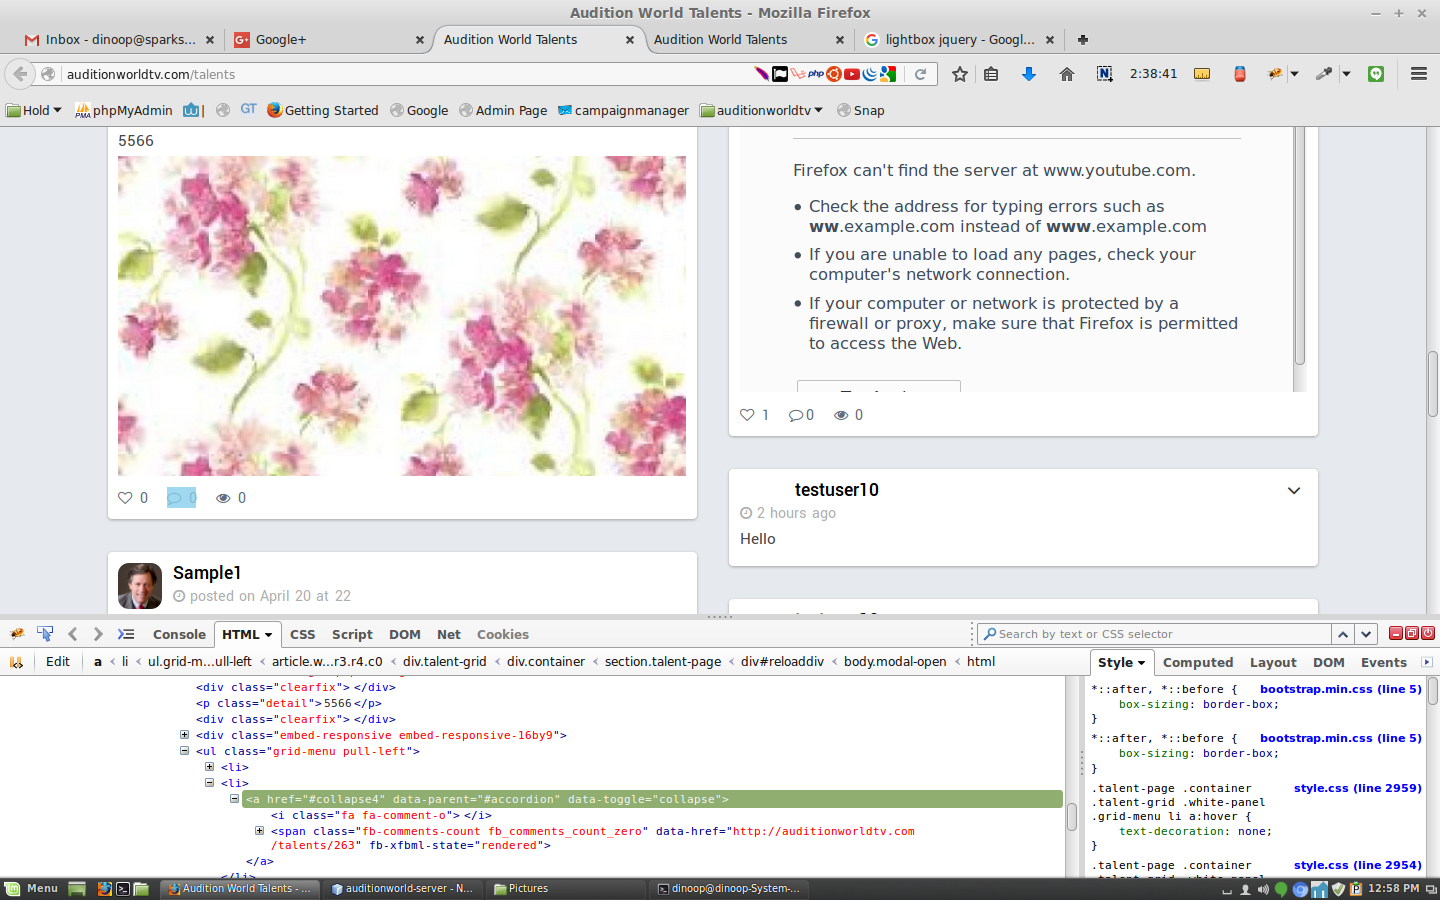 Audition World Talents - Mozilla Firefox
Inbox - dinoop@sparks...
Google+
Audition World Talents
Audition World Talents
lightbox jquery - Googl...
auditionworldtv.com/talents
php
2:38:41
Hold
phpMyAdmin
GT
Getting Started
Google
Admin Page
campaignmanager
auditionworldtv
Snap
5566
0 0 0
Sample1
posted on April 20 at 22
Firefox can't find the server at www.youtube.com.
Check the address for typing errors such as
ww.example.com instead of www.example.com
If you are unable to load any pages, check your
computer's network connection.
If your computer or network is protected by a
firewall or proxy, make sure that Firefox is permitted
to access the Web.
1 0 0
testuser10
2 hours ago
Hello
Console HTML CSS Script DOM Net Cookies
Search by text or CSS selector
Edit a < li < ul.grid-m...ull-left < article.w...r3.r4.c0 < div.talent-grid < div.container < section.talent-page < div#reloaddiv < body.modal-open < html
<div class="clearfix"> </div>
<p class="detail">5566</p>
<div class="clearfix"> </div>
<div class="embed-responsive embed-responsive-16by9">
<ul class="grid-menu pull-left">
<li>
<li>
<a href="#collapse4" data-parent="#accordion" data-toggle="collapse">
<i class="fa fa-comment-o"> </i>
<span class="fb-comments-count fb_comments_count_zero" data-href="http://auditionworldtv.com
/talents/263" fb-xfbml-state="rendered">
</a>
</li>
Style Computed Layout DOM Events
*::after, *::before { bootstrap.min.css (line 5)
box-sizing: border-box;
}
*::after, *::before { bootstrap.min.css (line 5)
box-sizing: border-box;
}
.talent-page .container style.css (line 2959)
.talent-grid .white-panel
.grid-menu li a:hover {
text-decoration: none;
}
.talent-page .container style.css (line 2954)
Menu
Audition World Talents - ...
auditionworld-server - N...
Pictures
dinoop@dinoop-System-...
12:58 PM